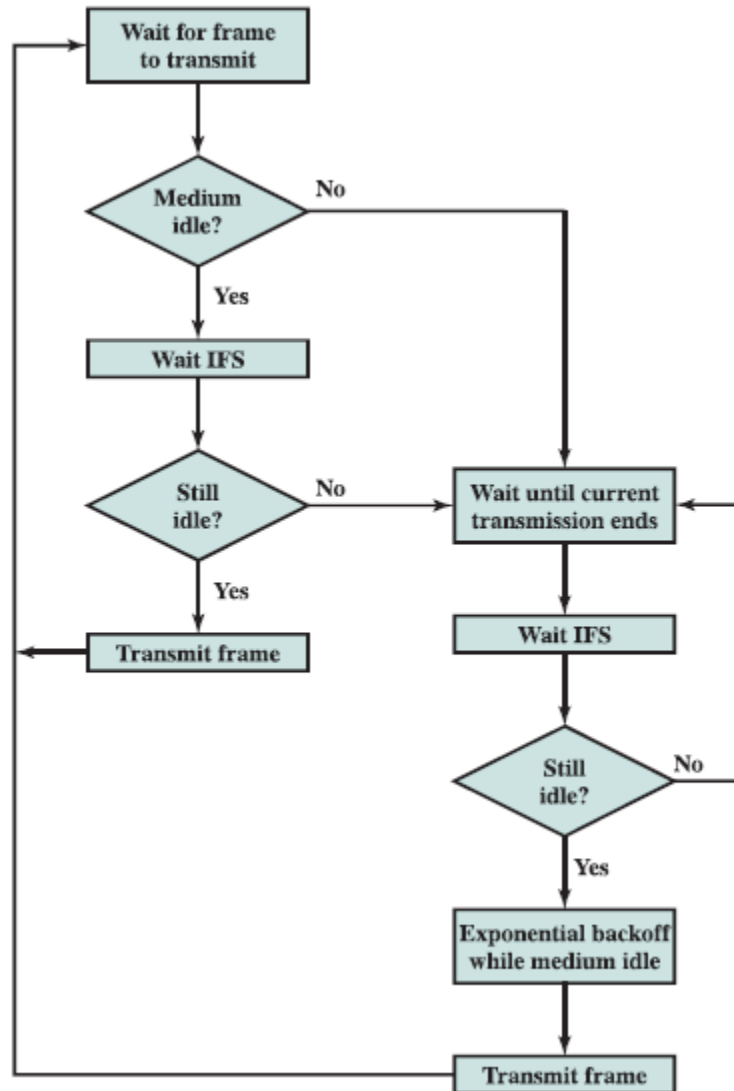 Wait for frame
to transmit
Medium
idle?
No
Yes
Wait IFS
Still
idle?
No
Yes
Transmit frame
Wait until current
transmission ends
Wait IFS
Still
idle?
No
Yes
Exponential backoff
while medium idle
Transmit frame